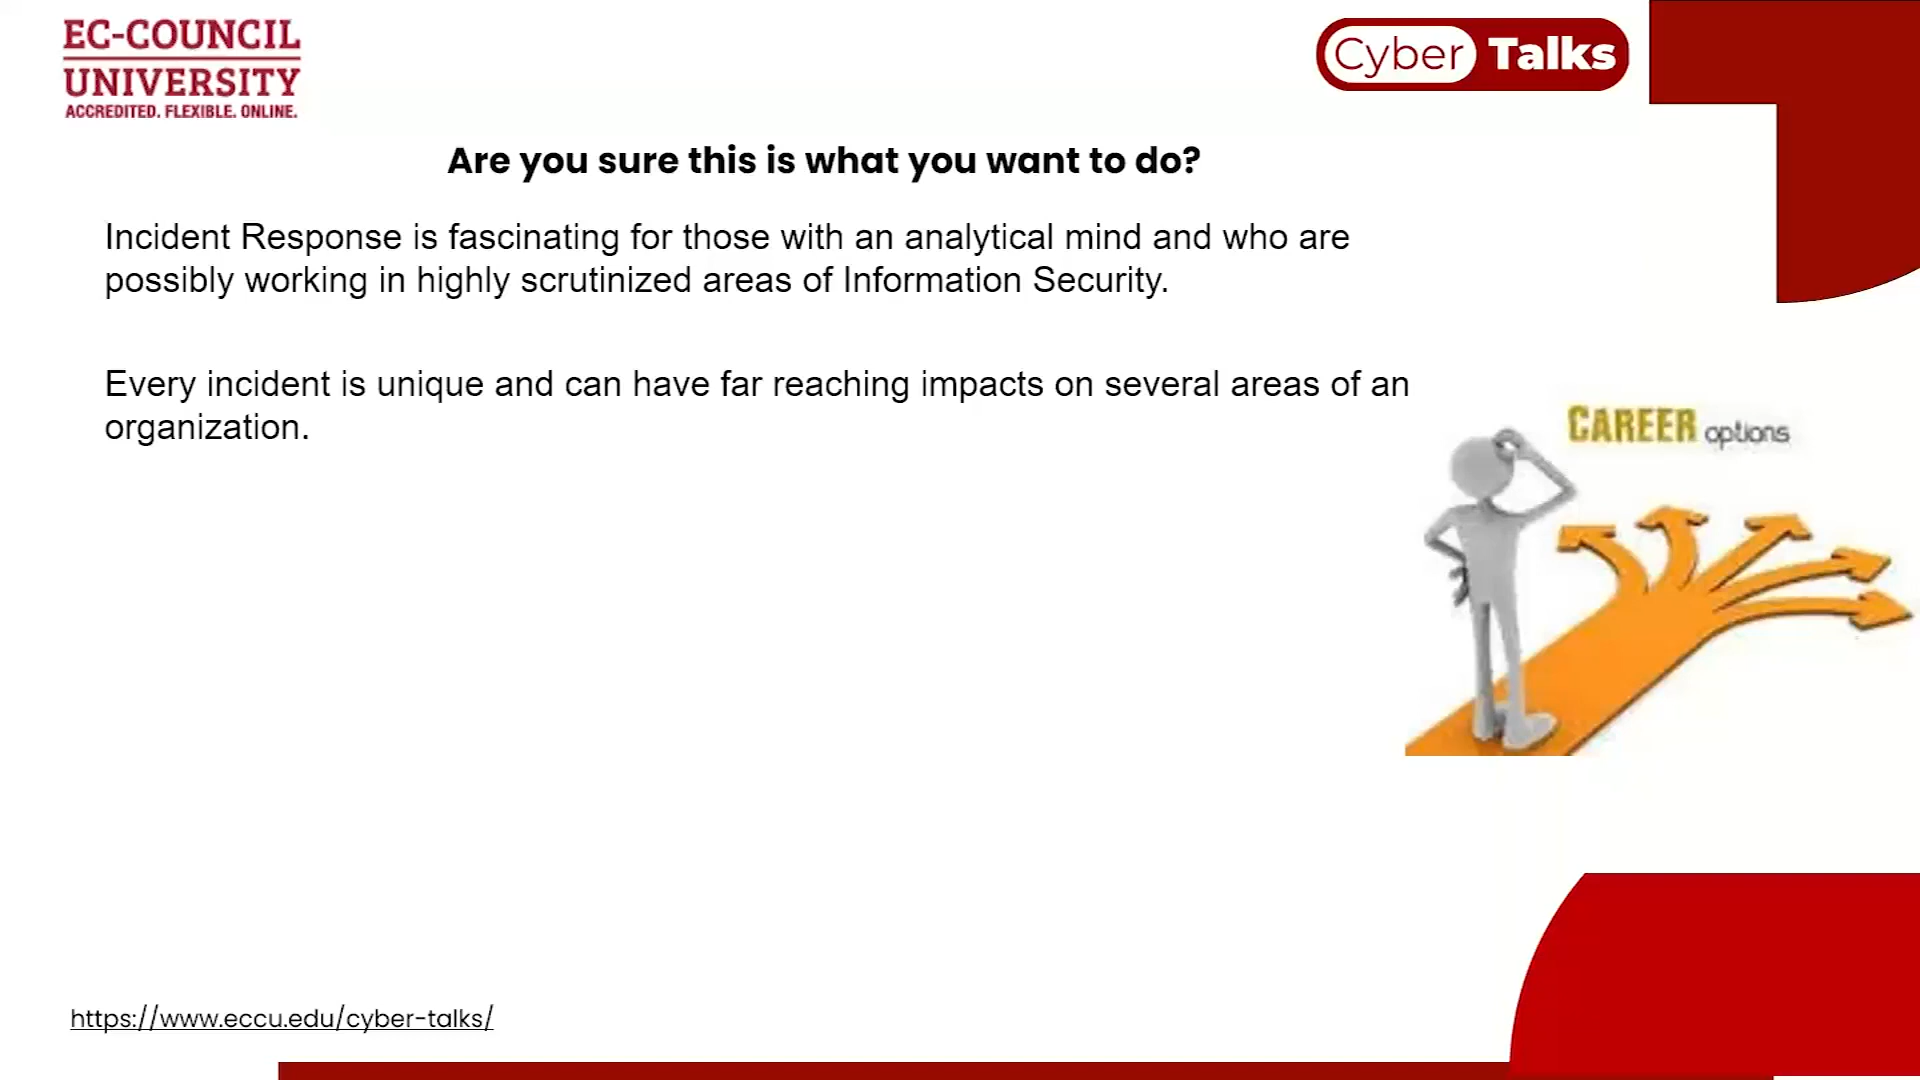 EC-COUNCIL
UNIVERSITY
ACCREDITED. FLEXIBLE. ONLINE.
Cyber Talks
Are you sure this is what you want to do?
Incident Response is fascinating for those with an analytical mind and who are
possibly working in highly scrutinized areas of Information Security.
Every incident is unique and can have far reaching impacts on several areas of an
organization.
CAREER options
https://www.eccu.edu/cyber-talks/